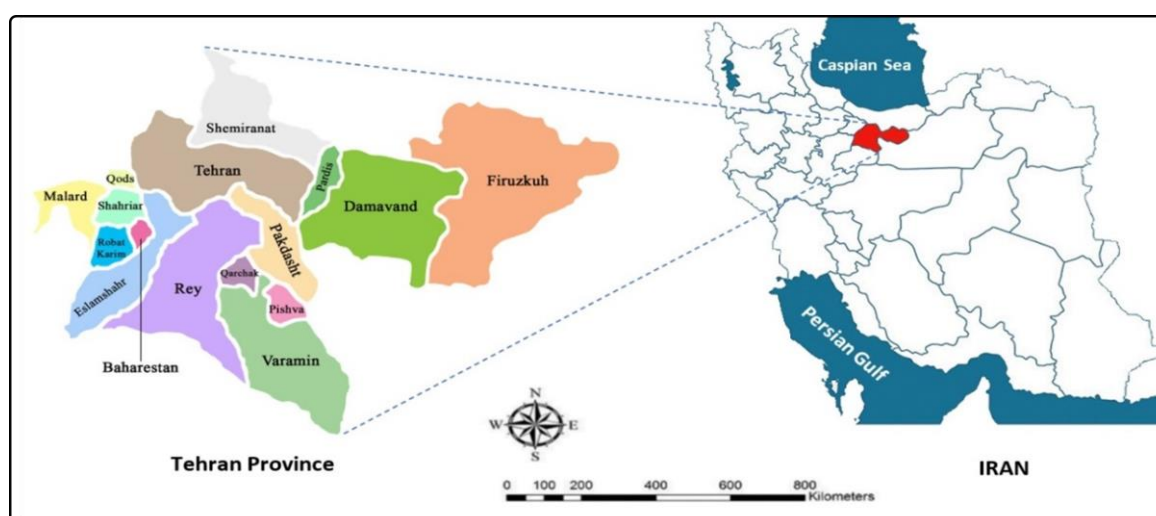 Shemiranat
Tehran
Pardis
Qods
Malard
Shahriar
Robat
Karim
Eslamshahr
Baharestan
Rey
Qarchak
Pakdasht
Pishva
Varamin
Damavand
Firuzkuh
Tehran Province
Caspian Sea
Persian Gulf
IRAN
N
W
E
S
0 100 200 400 600 800
Kilometers